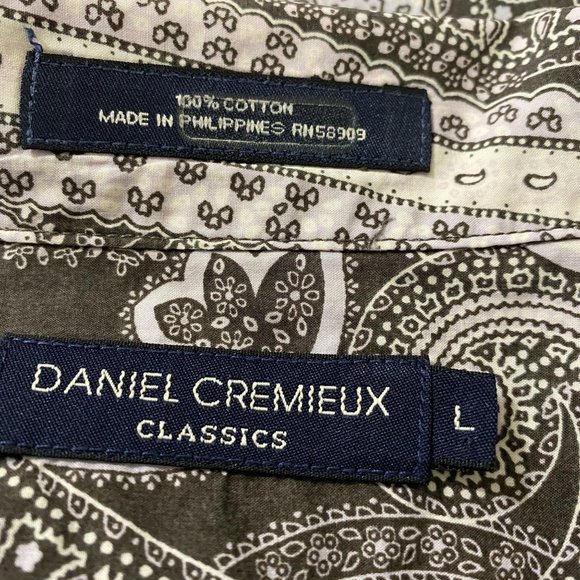 100% COTTON
MADE IN PHILIPPINES RN58909
DANIEL CREMIEUX
CLASSICS
L